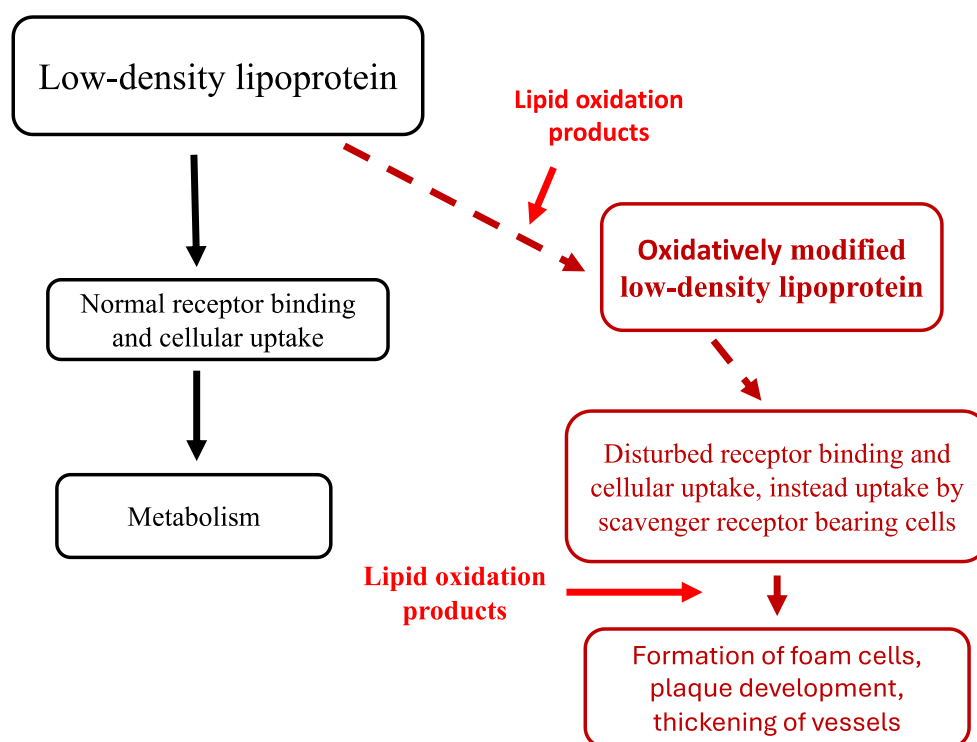 Low-density lipoprotein
Lipid oxidation
products
Oxidatively modified
low-density lipoprotein
Normal receptor binding
and cellular uptake
Disturbed receptor binding and
cellular uptake, instead uptake by
scavenger receptor bearing cells
Metabolism
Lipid oxidation
products
Formation of foam cells,
plaque development,
thickening of vessels